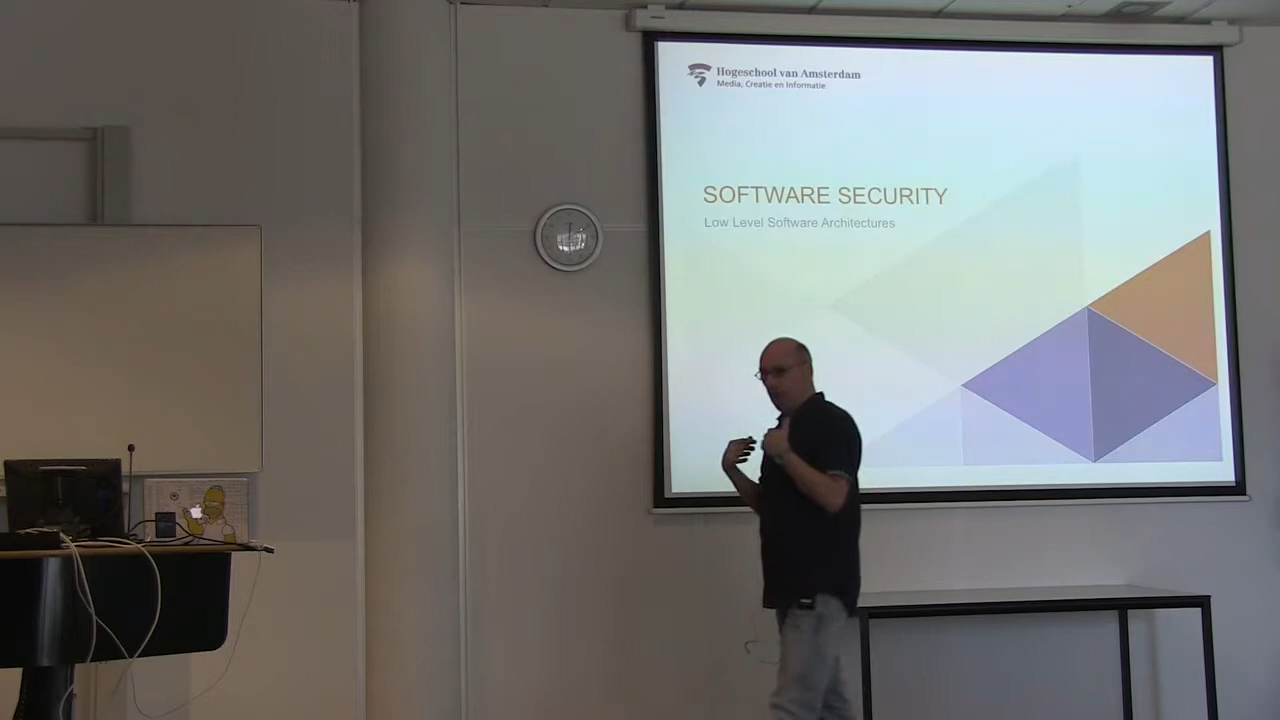 Hogeschool van Amsterdam
Media, Creatie en Informatie
SOFTWARE SECURITY
Low Level Software Architectures